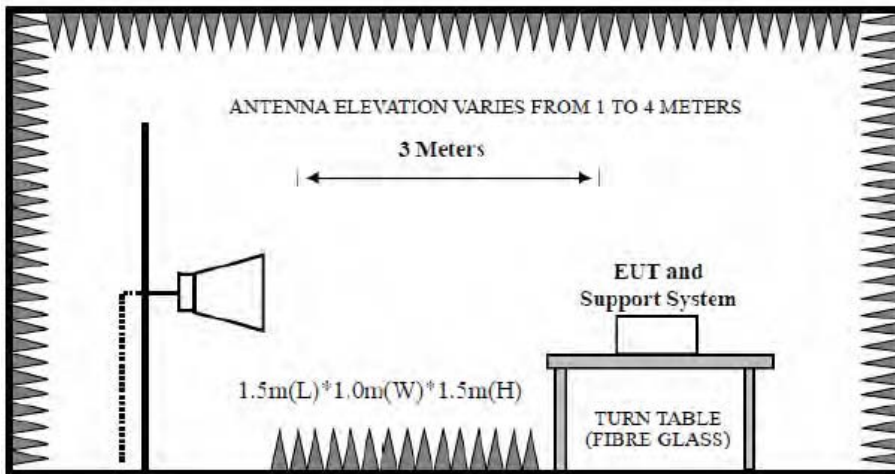 ANTENNA ELEVATION VARIES FROM 1 TO 4 METERS
3 Meters
EUT and
Support System
1.5m(L)*1.0m(W)*1.5m(H)
TURN TABLE
(FIBRE GLASS)